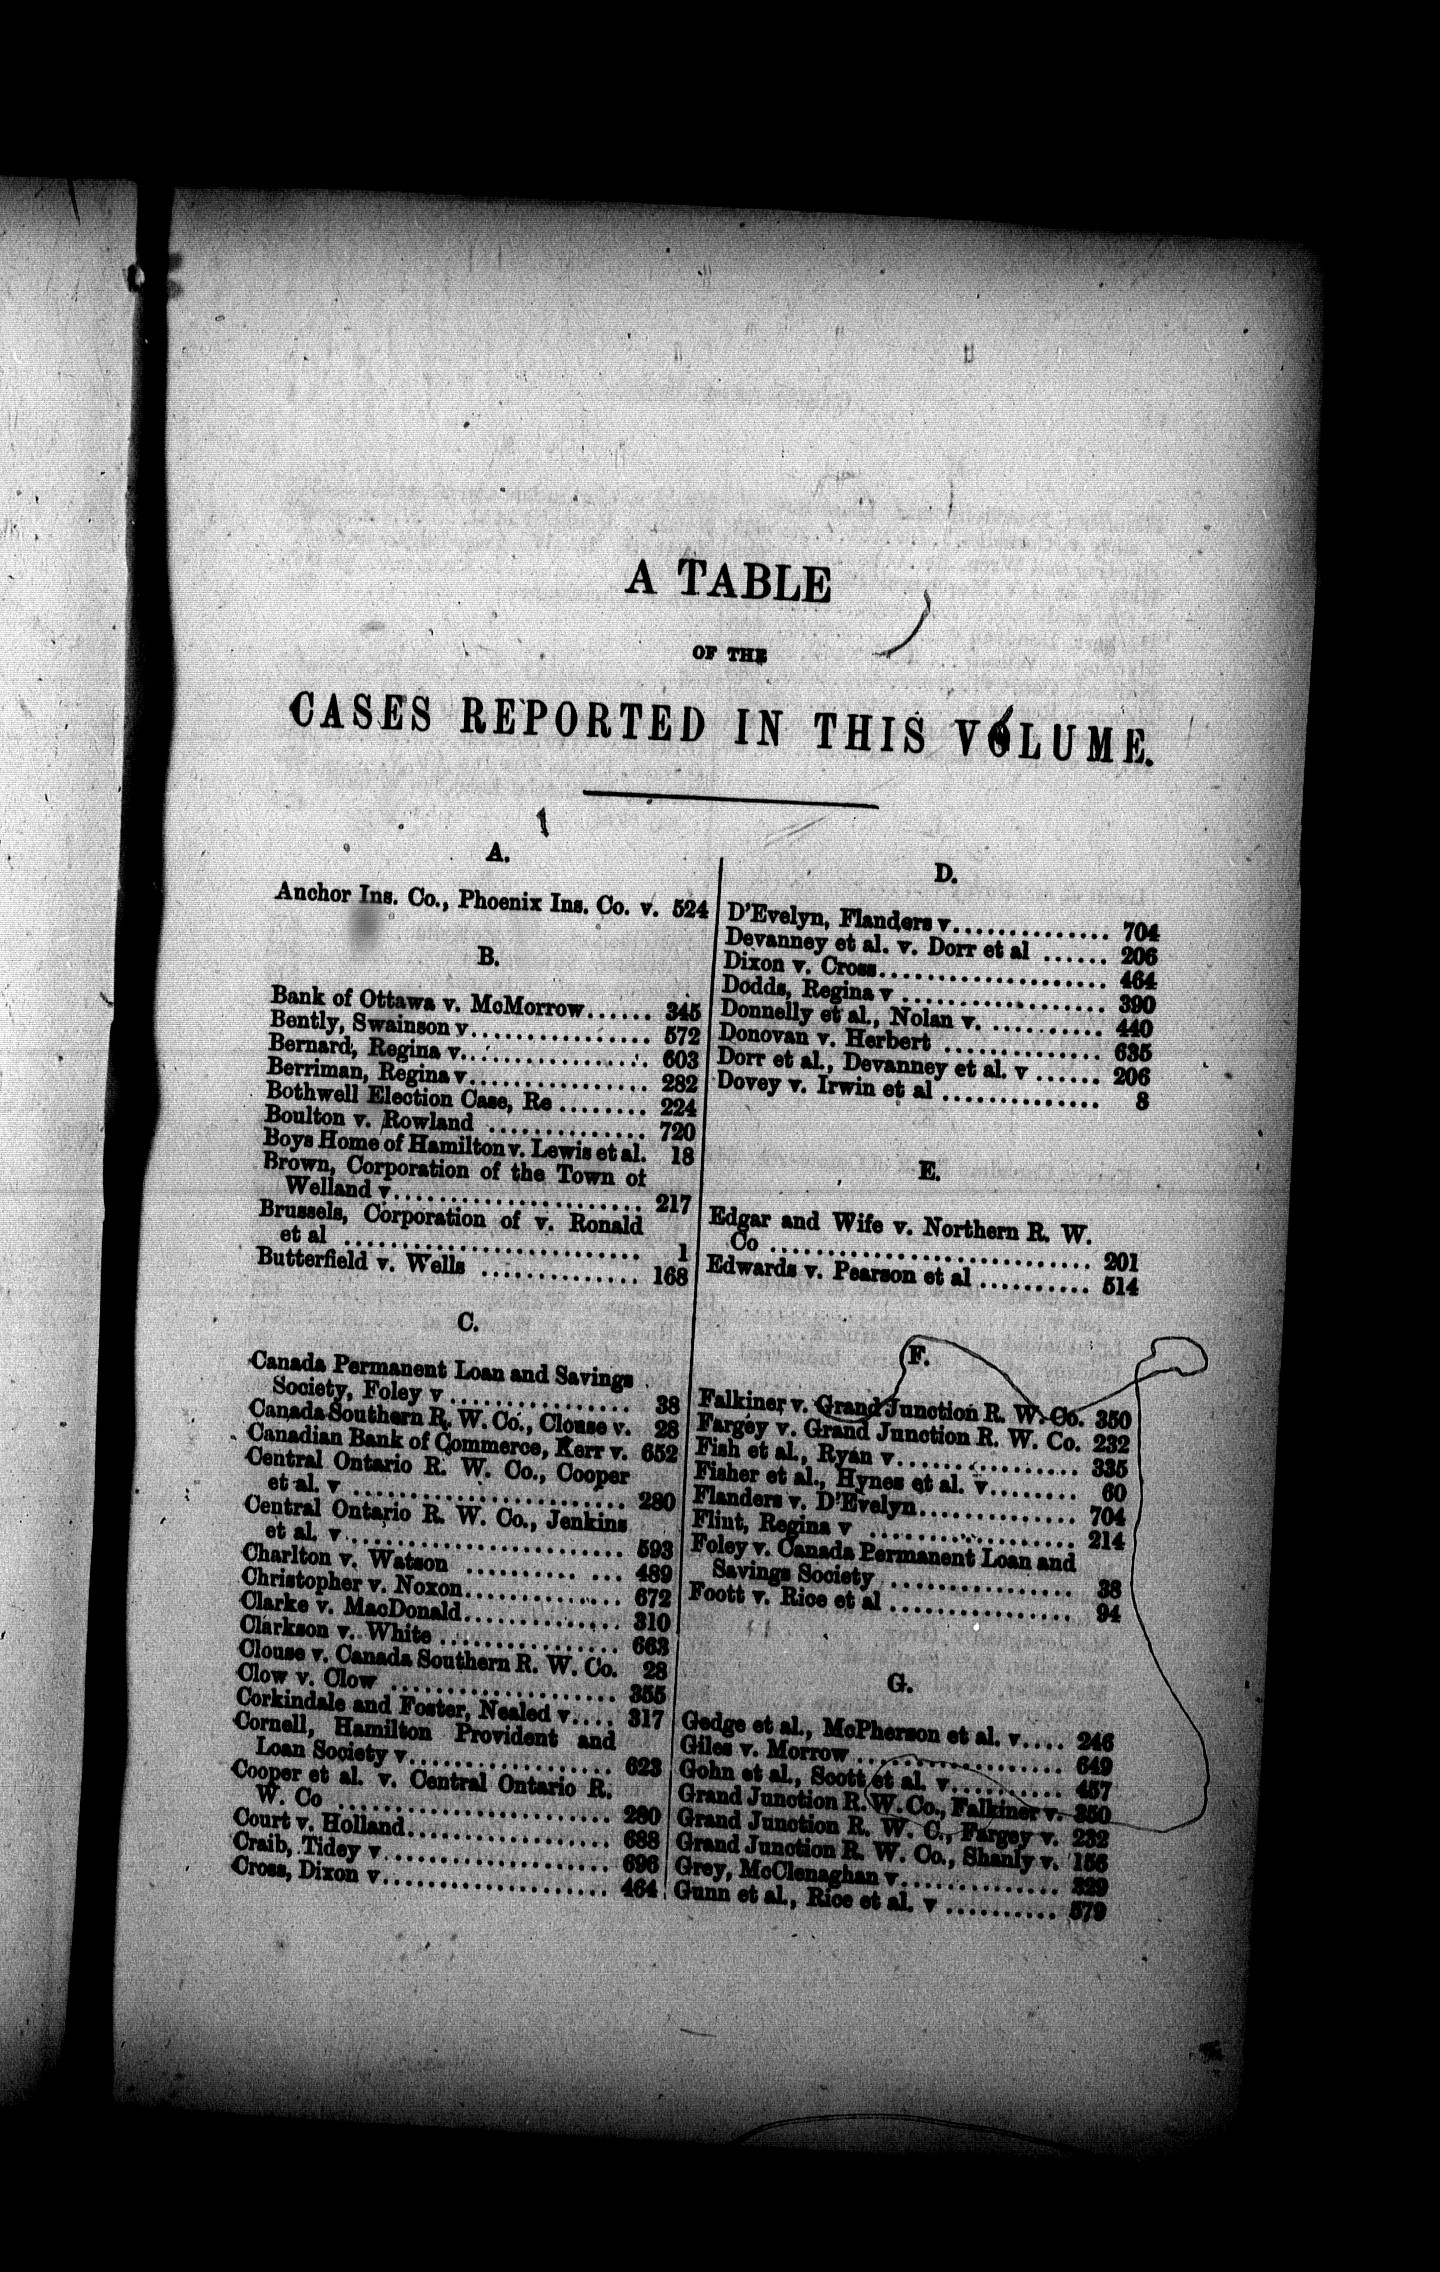 A TABLE
OF THE
CASES REPORTED IN THIS VOLUME.
A.
Anchor Ins. Co., Phoenix Ins. Co. v. 524
B.
Bank of Ottawa v. McMorrow...... 345
Bently, Swainson v................ 572
Bernard, Regina v................. 603
Berriman, Regina v................ 282
Bothwell Election Case, Re ........ 224
Boulton v. Rowland .............. 720
Boys Home of Hamilton v. Lewis et al. 18
Brown, Corporation of the Town of
Welland v...................... 217
Brussels, Corporation of v. Ronald
et al .......................... 1
Butterfield v. Wells .............. 168
C.
Canada Permanent Loan and Savings
Society, Foley v ................ 38
Canada Southern R. W. Co., Clouse v. 28
Canadian Bank of Commerce, Kerr v. 652
Central Ontario R. W. Co., Cooper
et al. v ........................ 280
Central Ontario R. W. Co., Jenkins
et al. v......................... 593
Charlton v. Watson .......... ... 489
Christopher v. Noxon.............. 672
Clarke v. MacDonald.............. 310
Clarkson v. White ................ 663
Clouse v. Canada Southern R. W. Co. 28
Clow v. Clow .................... 355
Corkindale and Foster, Nealed v.... 317
Cornell, Hamilton Provident and
Loan Society v.................. 623
Cooper et al. v. Central Ontario R.
W. Co ........................ 280
Court v. Holland.................. 688
Craib, Tidey v.................... 696
Cross, Dixon v.................... 464
D.
D'Evelyn, Flanders v.............. 704
Devanney et al. v. Dorr et al ...... 206
Dixon v. Cross.................... 464
Dodds, Regina v .................. 390
Donnelly et al., Nolan v. .......... 440
Donovan v. Herbert .............. 635
Dorr et al., Devanney et al. v ...... 206
Dovey v. Irwin et al .............. 8
E.
Edgar and Wife v. Northern R. W.
Co ............................ 201
Edwards v. Pearson et al .......... 514
F.
Falkiner v. Grand Junction R. W. Co. 350
Fargey v. Grand Junction R. W. Co. 232
Fish et al., Ryan v................ 335
Fisher et al., Hynes et al. v........ 60
Flanders v. D'Evelyn.............. 704
Flint, Regina v .................. 214
Foley v. Canada Permanent Loan and
Savings Society ................ 38
Foott v. Rice et al ................ 94
G.
Gedge et al., McPherson et al. v.... 246
Giles v. Morrow .................. 649
Gohn et al., Scott et al. v.......... 457
Grand Junction R. W. Co., Falkiner v. 350
Grand Junction R. W. C., Fargey v. 232
Grand Junction R. W. Co., Shanly v. 156
Grey, McClenaghan v.............. 329
Gunn et al., Rice et al. v .......... 579